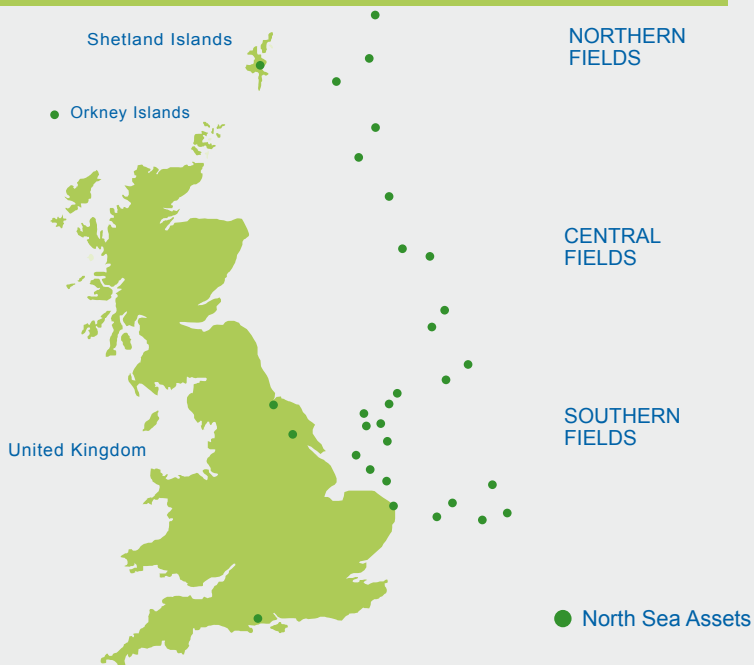 Shetland Islands
NORTHERN
FIELDS
Orkney Islands
CENTRAL
FIELDS
SOUTHERN
FIELDS
United Kingdom
North Sea Assets